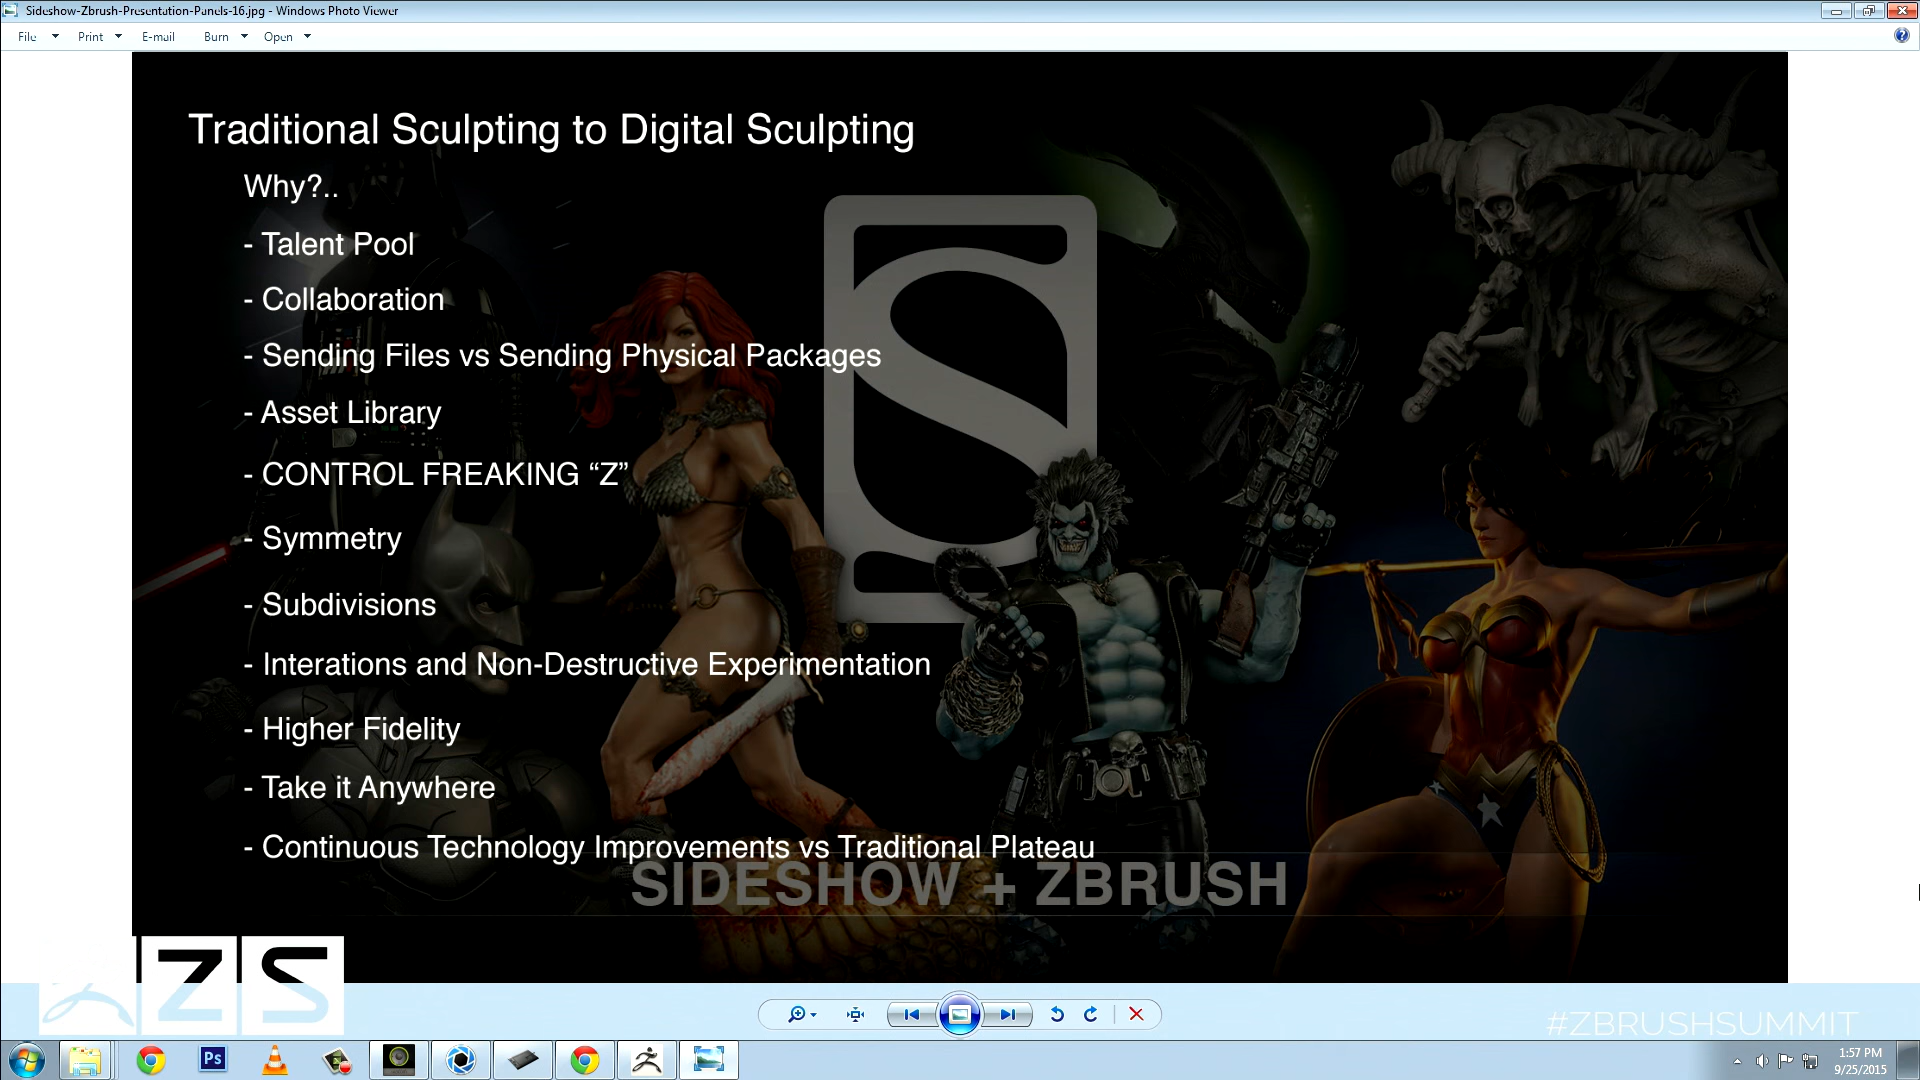 Sideshow-Zbrush-Presentation-Panels-16.jpg - Windows Photo Viewer
File Print E-mail Burn Open
Traditional Sculpting to Digital Sculpting
Why?..
- Talent Pool
- Collaboration
- Sending Files vs Sending Physical Packages
- Asset Library
- CONTROL FREAKING “Z”
- Symmetry
- Subdivisions
- Interations and Non-Destructive Experimentation
- Higher Fidelity
- Take it Anywhere
- Continuous Technology Improvements vs Traditional Plateau
SIDESHOW + ZBRUSH
ZS
#ZBRUSHSUMMIT
Ps
1:57 PM
9/25/2015